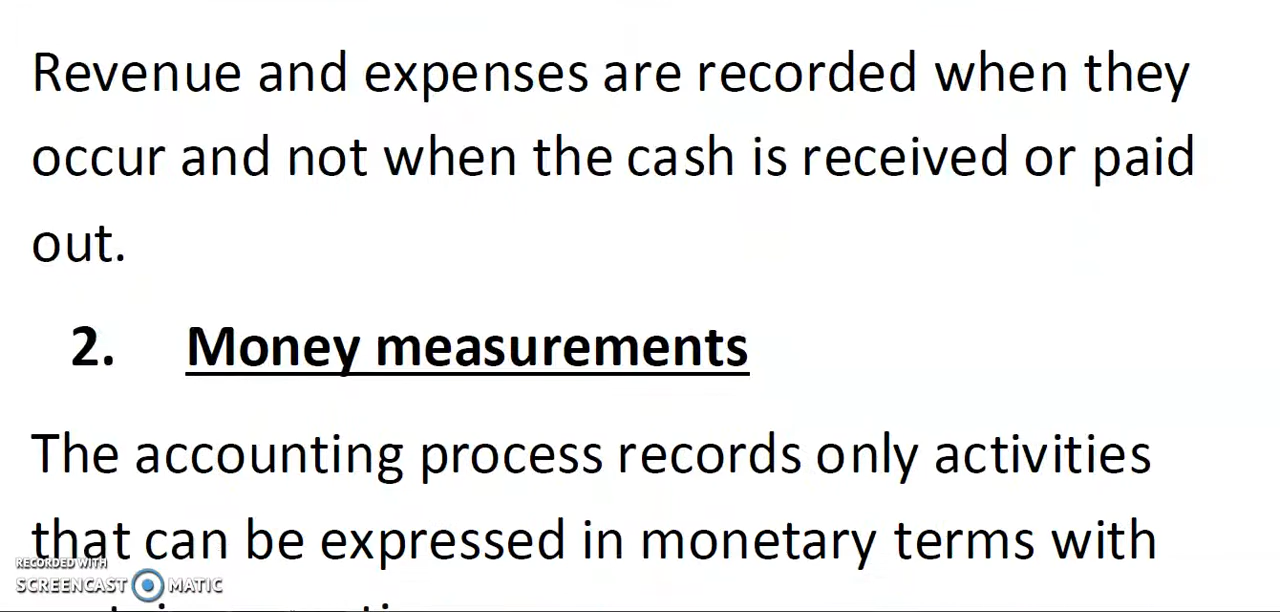 Revenue and expenses are recorded when they
occur and not when the cash is received or paid
out.
2. Money measurements
The accounting process records only activities
that can be expressed in monetary terms with
RECORDED WITH
SCREENCAST MATIC